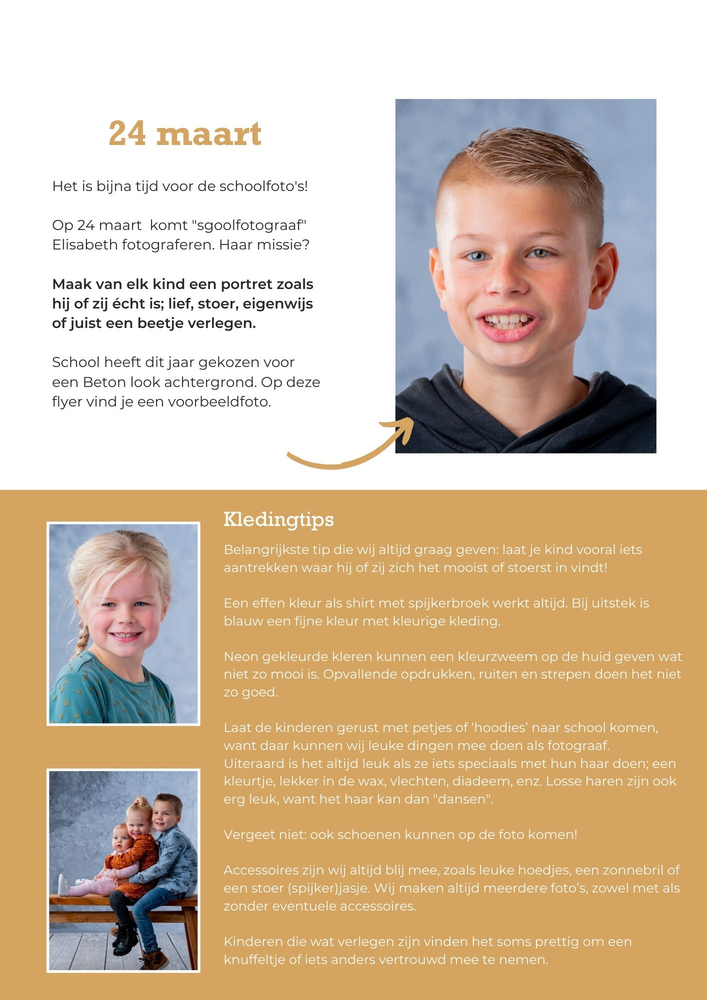 24 maart
Het is bijna tijd voor de schoolfoto's!
Op 24 maart  komt "sgoolfotograaf"
Elisabeth fotograferen. Haar missie?
Maak van elk kind een portret zoals
hij of zij écht is; lief, stoer, eigenwijs
of juist een beetje verlegen.
School heeft dit jaar gekozen voor
een Beton look achtergrond. Op deze
flyer vind je een voorbeeldfoto.
Kledingtips
Belangrijkste tip die wij altijd graag geven: laat je kind vooral iets
aantrekken waar hij of zij zich het mooist of stoerst in vindt!
Een effen kleur als shirt met spijkerbroek werkt altijd. Bij uitstek is
blauw een fijne kleur met kleurige kleding.
Neon gekleurde kleren kunnen een kleurzweem op de huid geven wat
niet zo mooi is. Opvallende opdrukken, ruiten en strepen doen het niet
zo goed.
Laat de kinderen gerust met petjes of ‘hoodies’ naar school komen,
want daar kunnen wij leuke dingen mee doen als fotograaf.
Uiteraard is het altijd leuk als ze iets speciaals met hun haar doen; een
kleurtje, lekker in de wax, vlechten, diadeem, enz. Losse haren zijn ook
erg leuk, want het haar kan dan "dansen".
Vergeet niet: ook schoenen kunnen op de foto komen!
Accessoires zijn wij altijd blij mee, zoals leuke hoedjes, een zonnebril of
een stoer (spijker)jasje. Wij maken altijd meerdere foto’s, zowel met als
zonder eventuele accessoires.
Kinderen die wat verlegen zijn vinden het soms prettig om een
knuffeltje of iets anders vertrouwd mee te nemen.